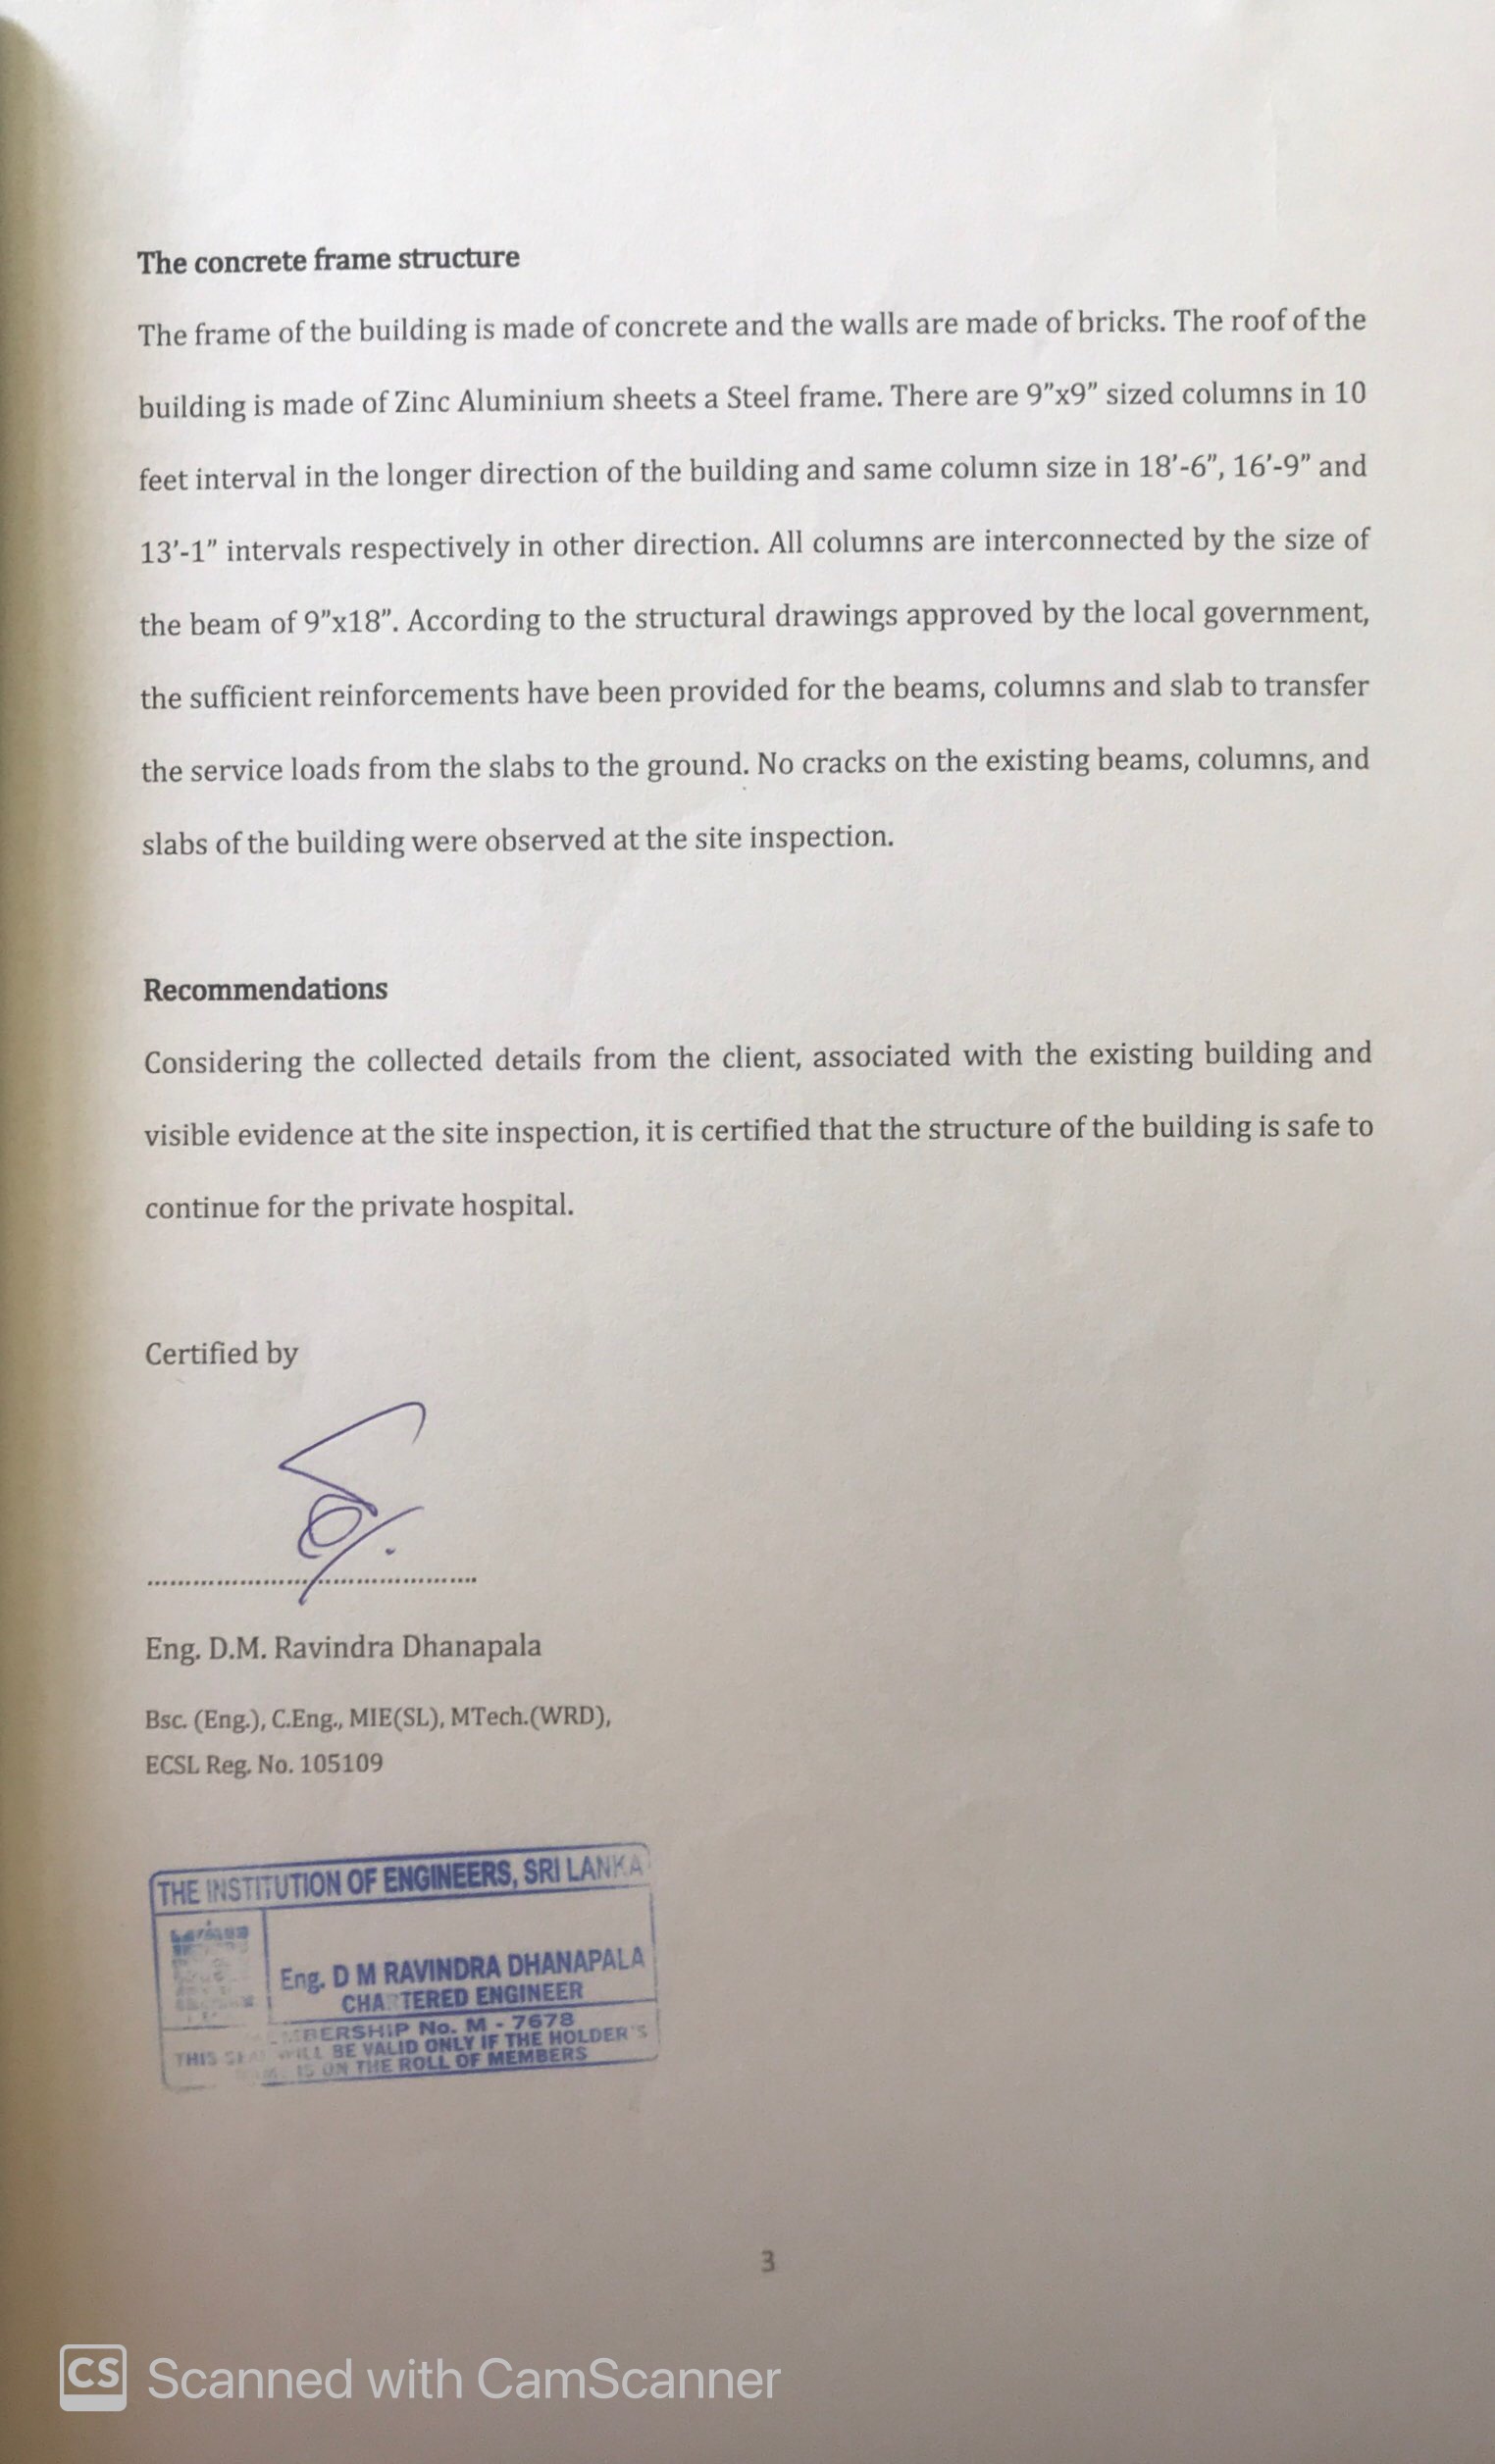 The concrete frame structure
The frame of the building is made of concrete and the walls are made of bricks. The roof of the
building is made of Zinc Aluminium sheets a Steel frame. There are 9”x9” sized columns in 10
feet interval in the longer direction of the building and same column size in 18’-6”, 16’-9” and
13’-1” intervals respectively in other direction. All columns are interconnected by the size of
the beam of 9”x18”. According to the structural drawings approved by the local government,
the sufficient reinforcements have been provided for the beams, columns and slab to transfer
the service loads from the slabs to the ground. No cracks on the existing beams, columns, and
slabs of the building were observed at the site inspection.
Recommendations
Considering the collected details from the client, associated with the existing building and
visible evidence at the site inspection, it is certified that the structure of the building is safe to
continue for the private hospital.
Certified by
Eng. D.M. Ravindra Dhanapala
Bsc. (Eng.), C.Eng., MIE(SL), MTech.(WRD),
ECSL Reg. No. 105109
THE INSTITUTION OF ENGINEERS, SRI LANKA
Eng. D M RAVINDRA DHANAPALA
CHARTERED ENGINEER
No. M - 7678
THIS WILL BE VALID ONLY IF THE HOLDER'S
IS ON THE ROLL OF MEMBERS
3
CS Scanned with CamScanner